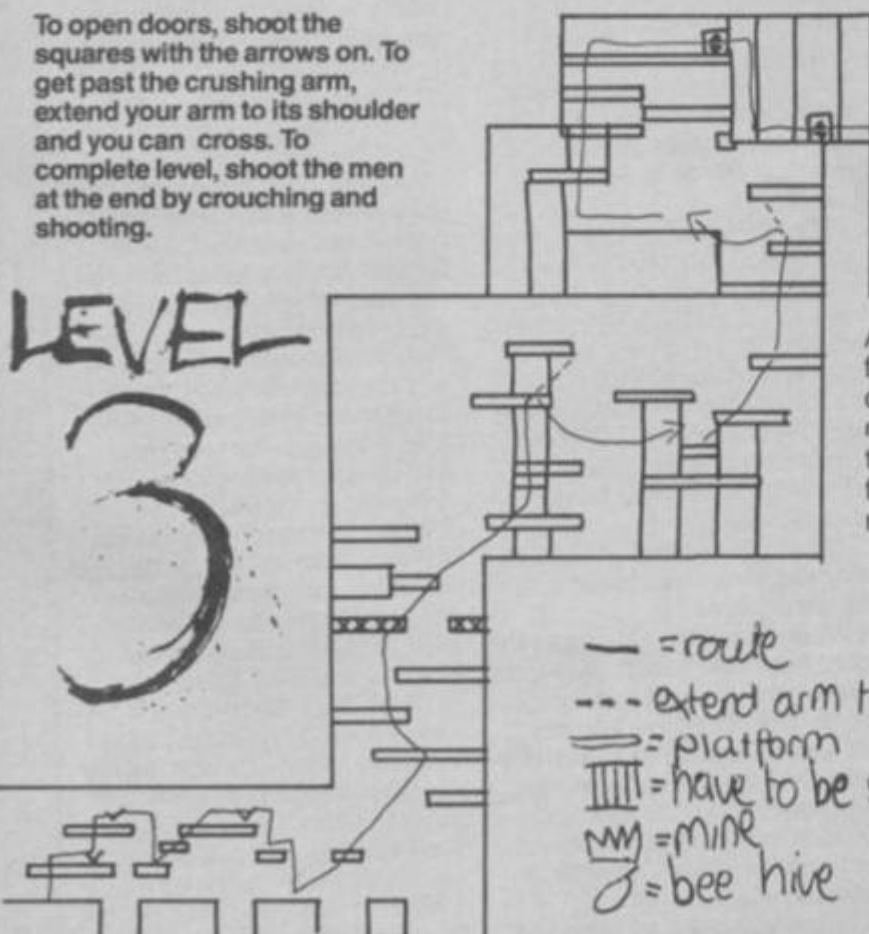 To open doors, shoot the
squares with the arrows on. To
get past the crushing arm,
extend your arm to its shoulder
and you can cross. To
complete level, shoot the men
at the end by crouching and
shooting.
LEVEL
3
= route
extend arm
= platform
= have to be
= mine
= bee hive